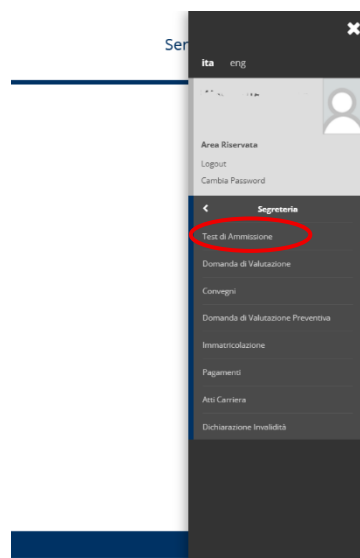 Ser
ita eng
Area Riservata
Logout
Cambia Password
Segreteria
Test di Ammissione
Domanda di Valutazione
Convegni
Domanda di Valutazione Preventiva
Immatricolazione
Pagamenti
Atti Carriera
Dichiarazione Invalidità